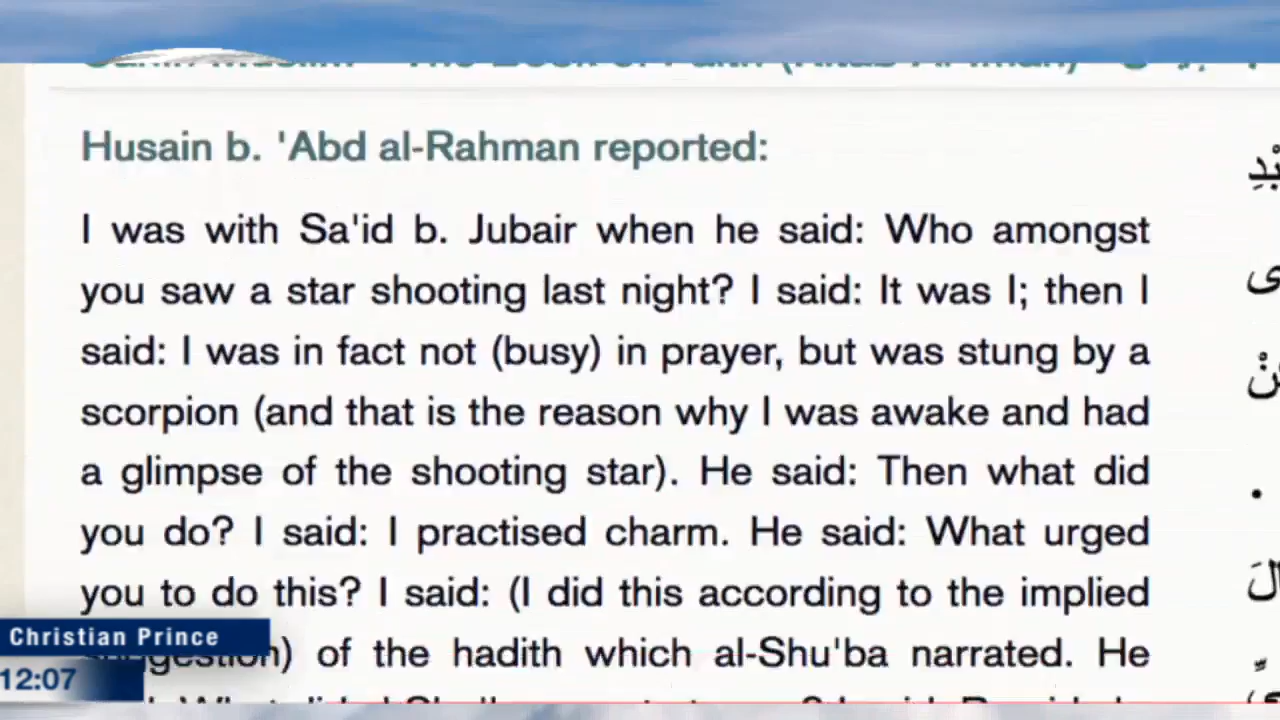 Husain b. 'Abd al-Rahman reported:
I was with Sa'id b. Jubair when he said: Who amongst
you saw a star shooting last night? I said: It was I; then I
said: I was in fact not (busy) in prayer, but was stung by a
scorpion (and that is the reason why I was awake and had
a glimpse of the shooting star). He said: Then what did
you do? I said: I practised charm. He said: What urged
you to do this? I said: (I did this according to the implied
of the hadith which al-Shu'ba narrated. He
Christian Prince
12:07